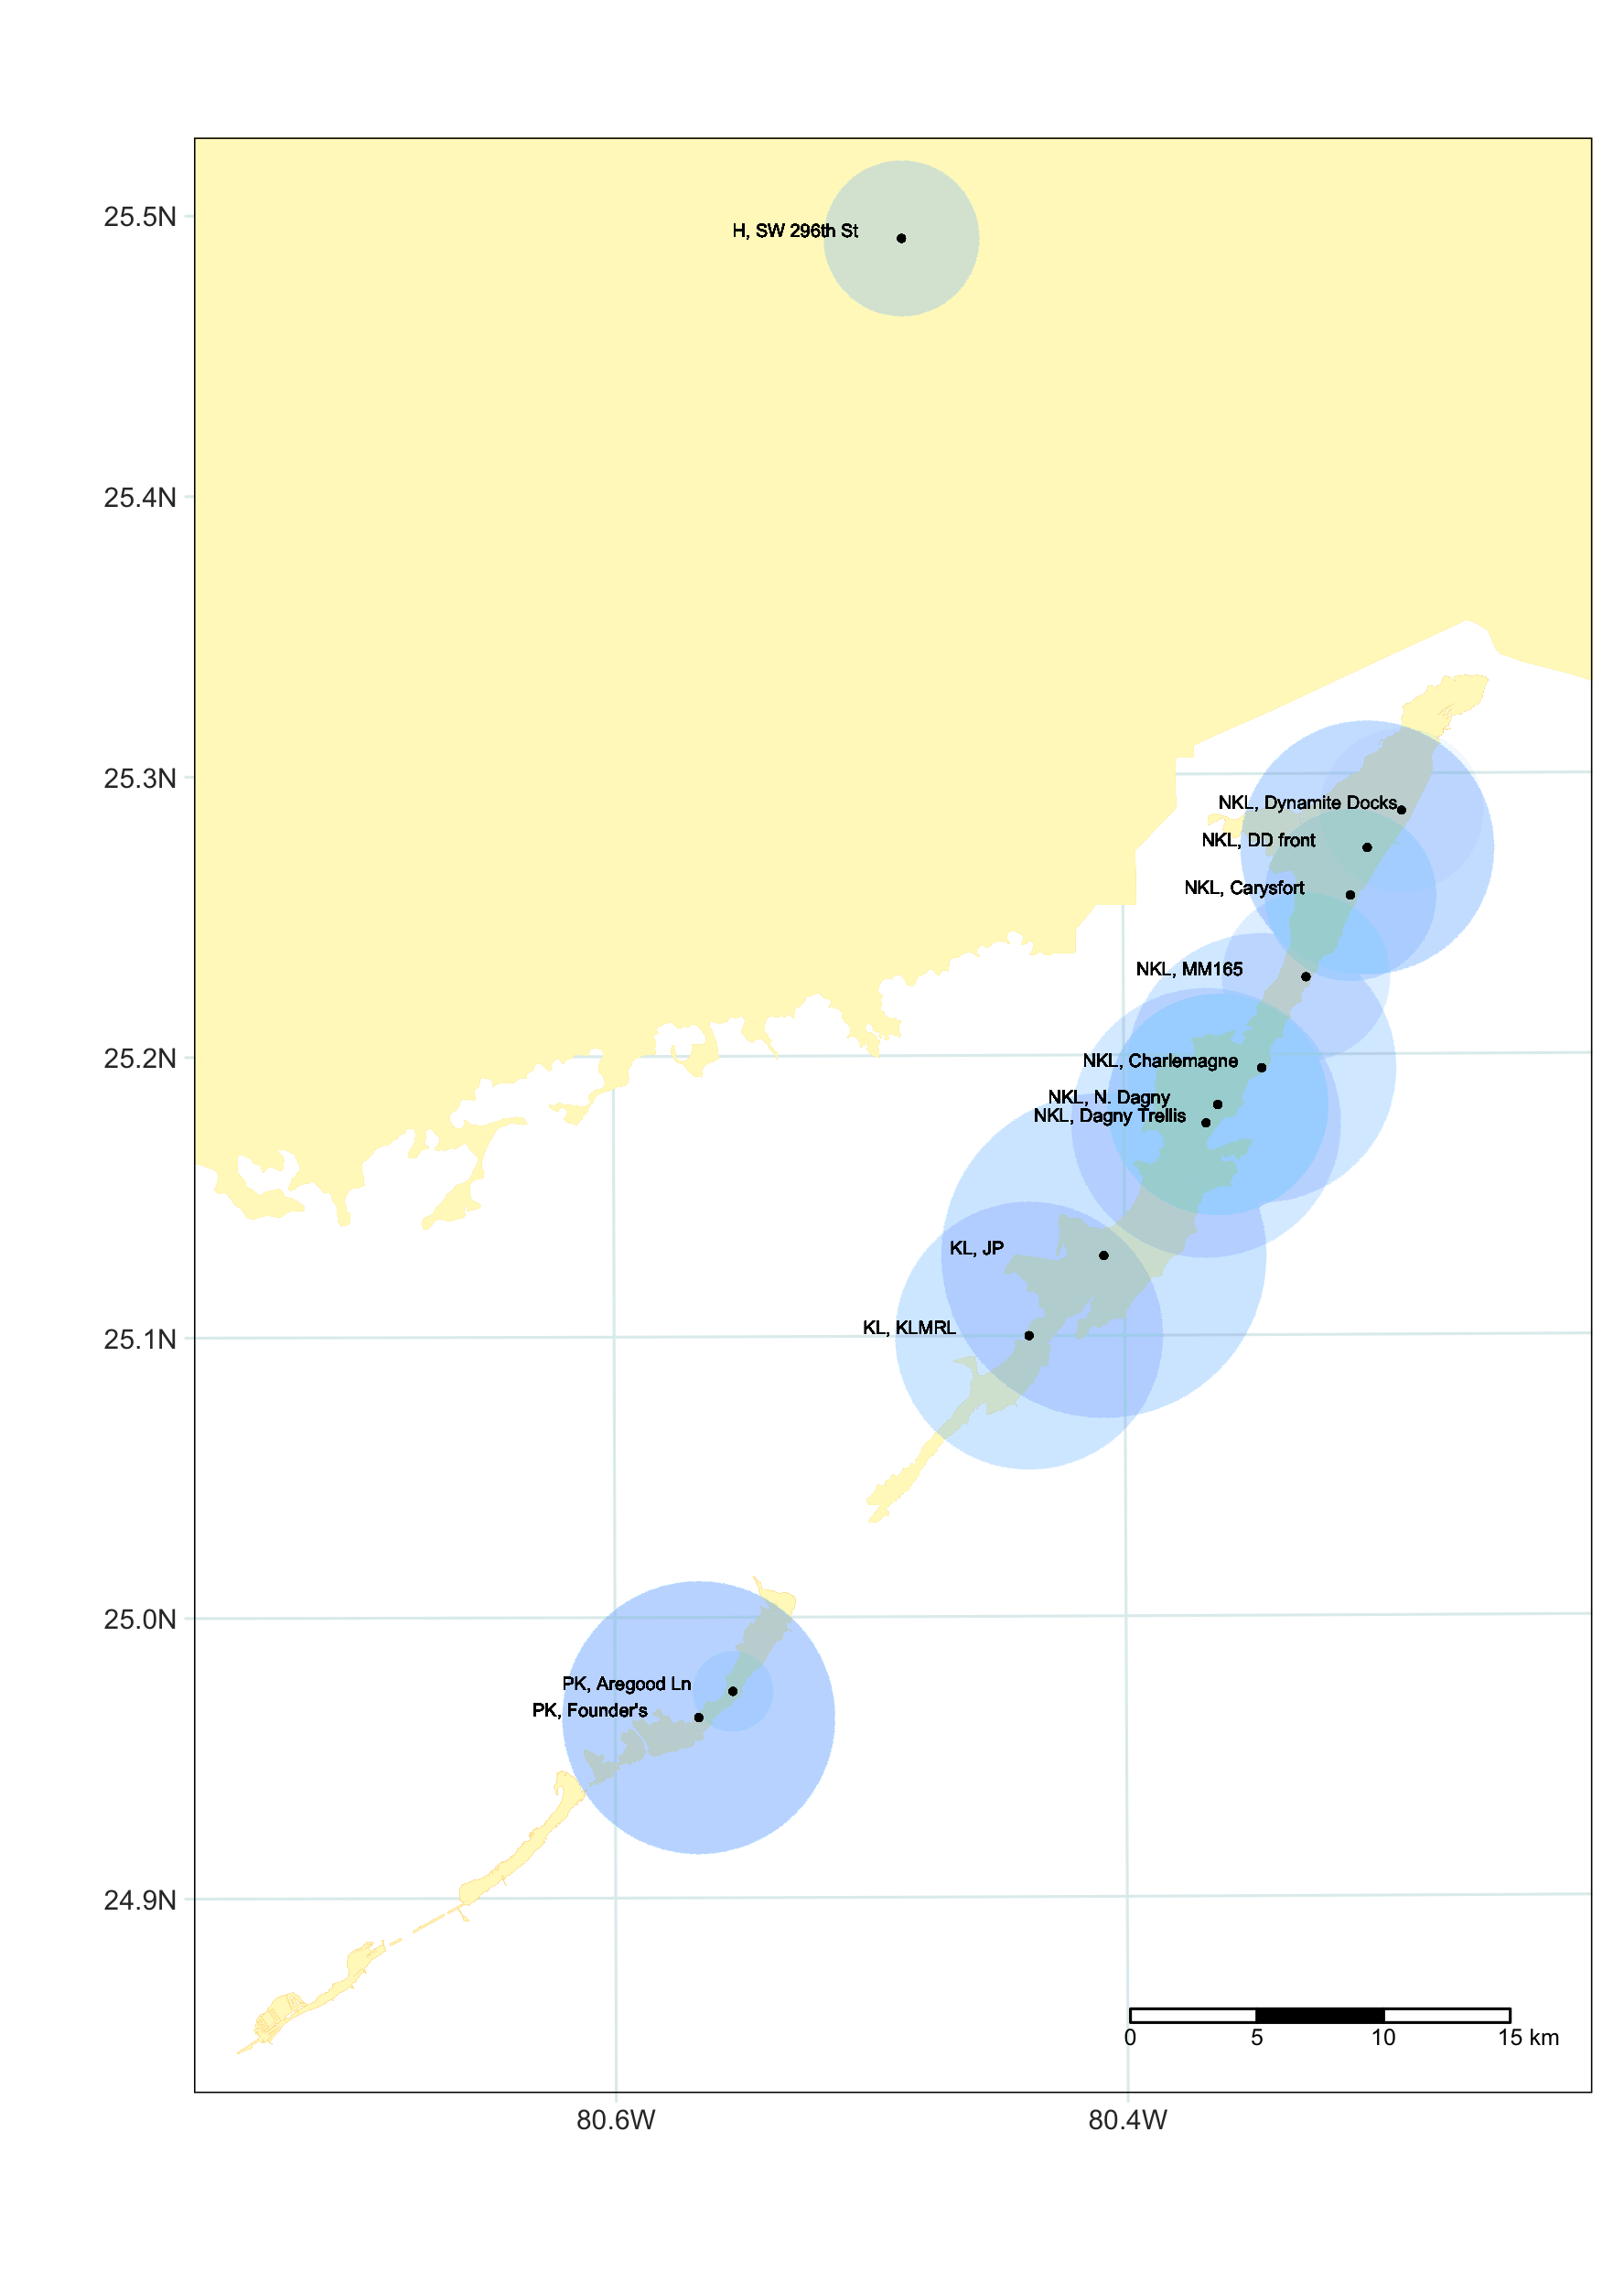 25.5N
H, SW 296th St
25.4N
25.3N
NKL, Dynamite Docks
NKL, DD front
NKL, Carysfort
NKL, MM165
25.2N
NKL, Charlemagne
NKL, N. Dagny
NKL, Dagny Trellis
KL, JP
KL, KLMRL
25.1N
25.0N
PK, Aregood Ln
PK, Founder's
24.9N
0 5 10 15 km
80.6W 80.4W